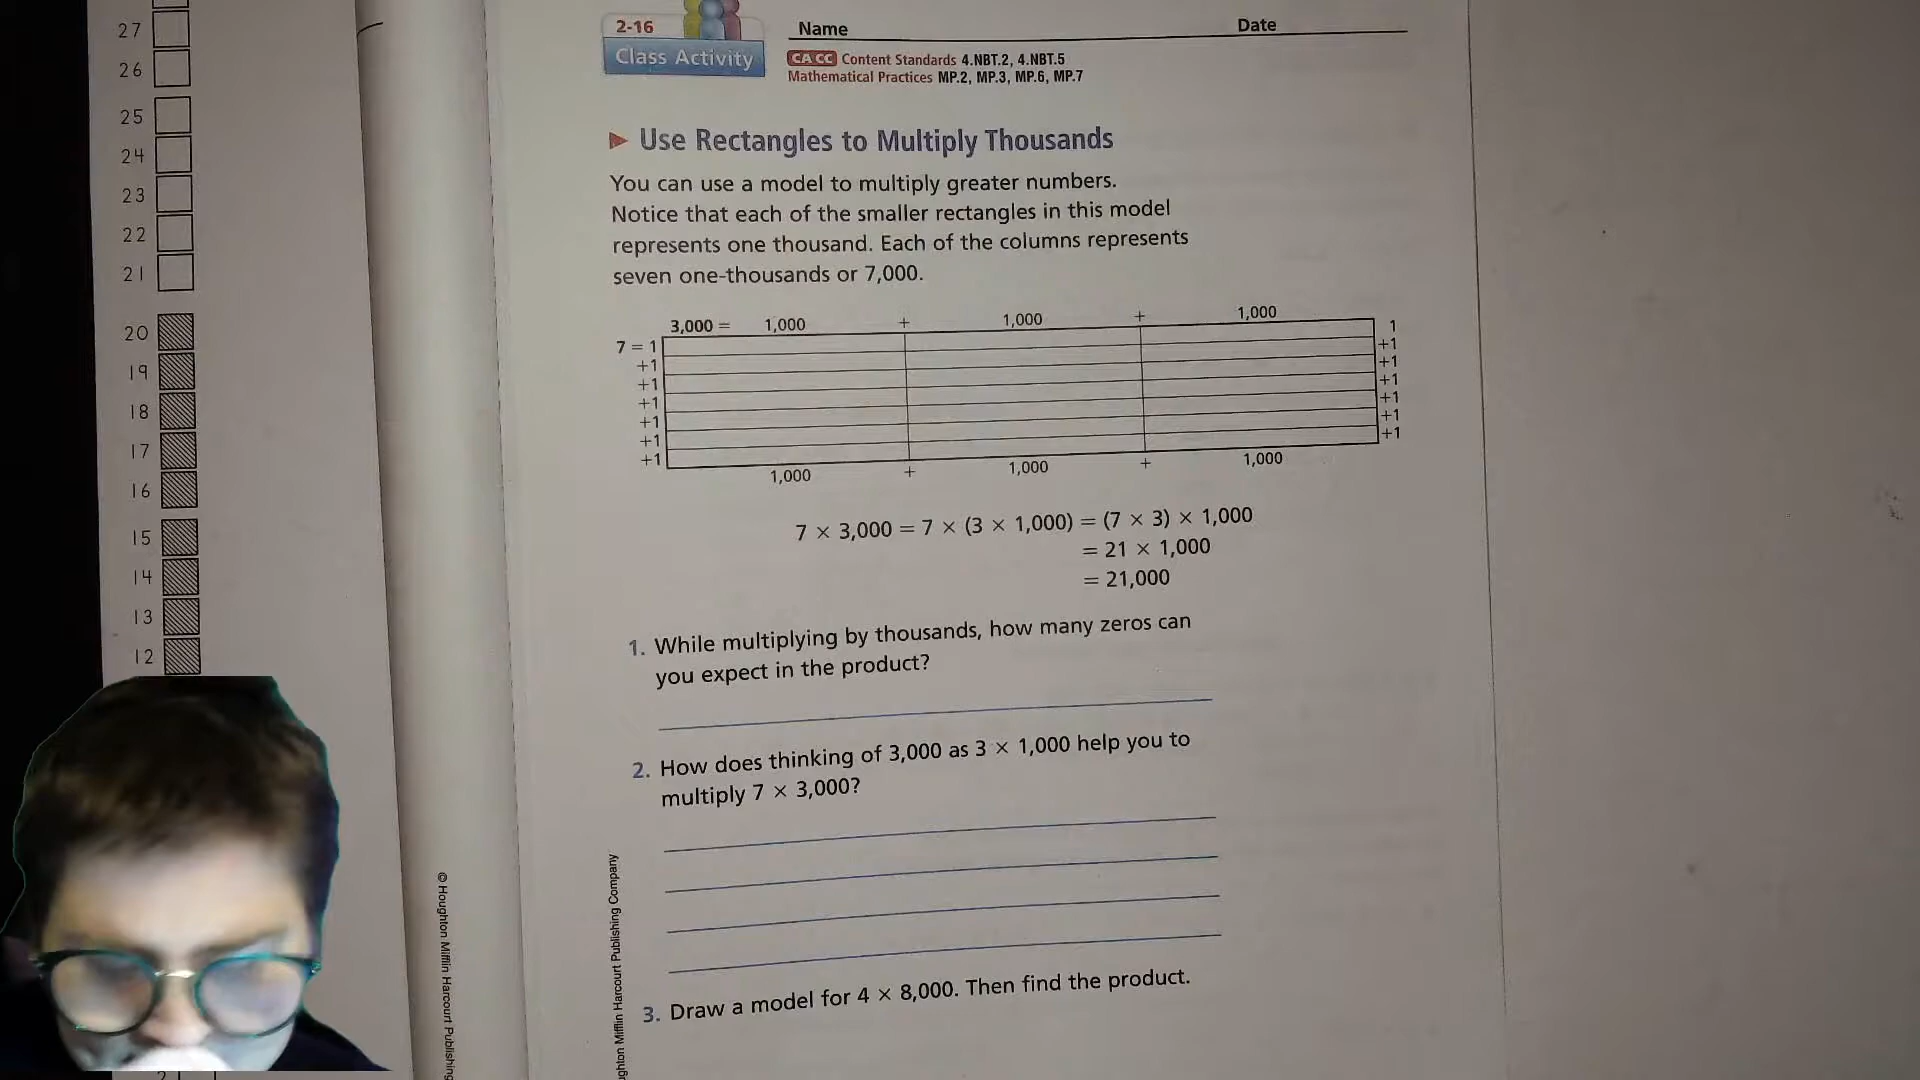 27
26
25
24
23
22
21
20
19
18
17
16
15
14
13
12
2-16
Class Activity
Name
Date
CA CC Content Standards 4.NBT.2, 4.NBT.5
Mathematical Practices MP.2, MP.3, MP.6, MP.7
Use Rectangles to Multiply Thousands
You can use a model to multiply greater numbers.
Notice that each of the smaller rectangles in this model
represents one thousand. Each of the columns represents
seven one-thousands or 7,000.
3,000 = 1,000 + 1,000 + 1,000
7 = 1 1
+1 +1
+1 +1
+1 +1
+1 +1
+1 +1
+1 +1
1,000 + 1,000 + 1,000
7 × 3,000 = 7 × (3 × 1,000) = (7 × 3) × 1,000
= 21 × 1,000
= 21,000
1. While multiplying by thousands, how many zeros can
you expect in the product?
2. How does thinking of 3,000 as 3 × 1,000 help you to
multiply 7 × 3,000?
3. Draw a model for 4 × 8,000. Then find the product.
© Houghton Mifflin Harcourt Publishing
ghton Mifflin Harcourt Publishing Company